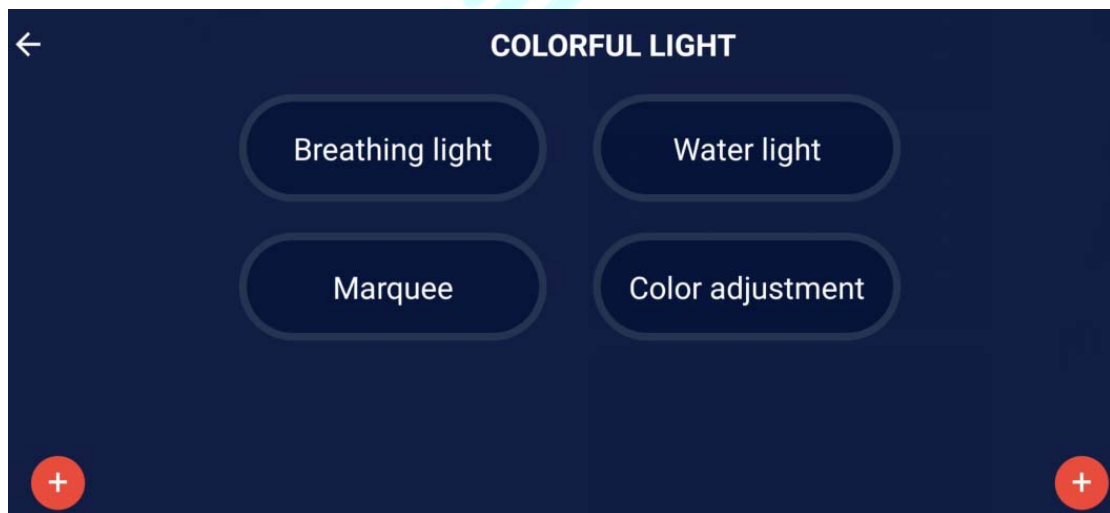 COLORFUL LIGHT
Breathing light
Water light
Marquee
Color adjustment
+
+